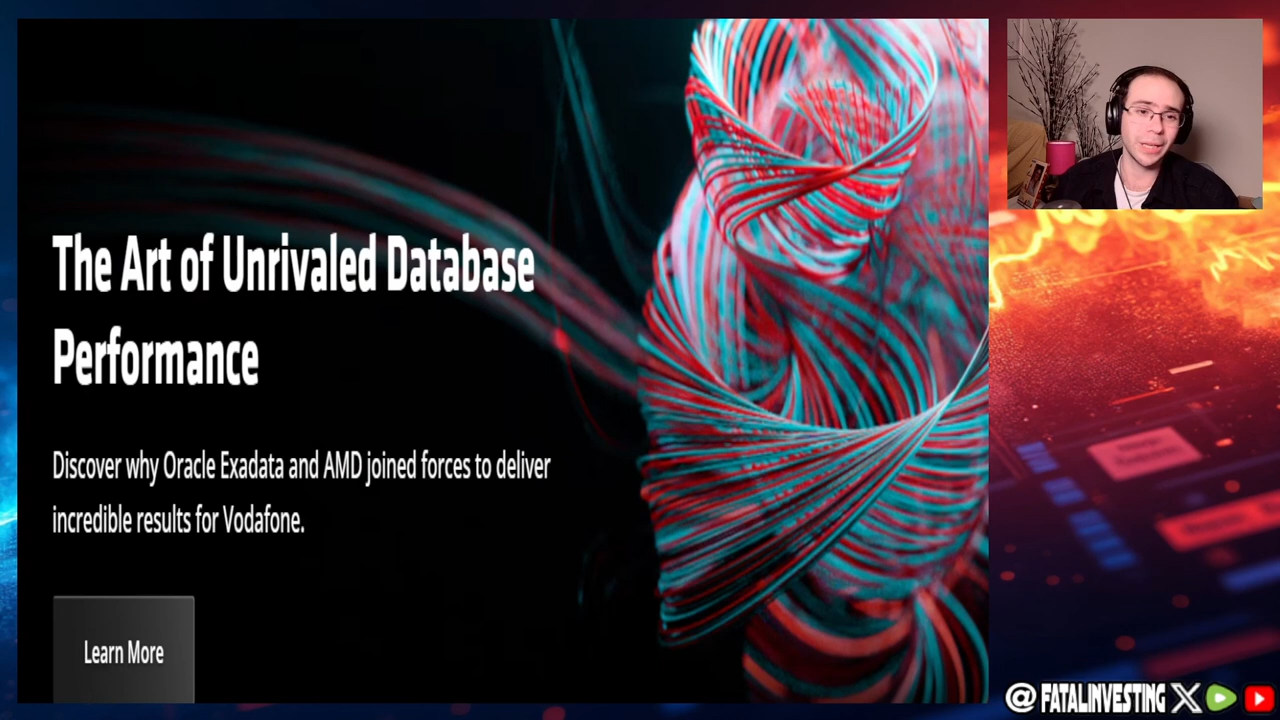 The Art of Unrivaled Database
Performance
Discover why Oracle Exadata and AMD joined forces to deliver
incredible results for Vodafone.
Learn More
@FATALINVESTING